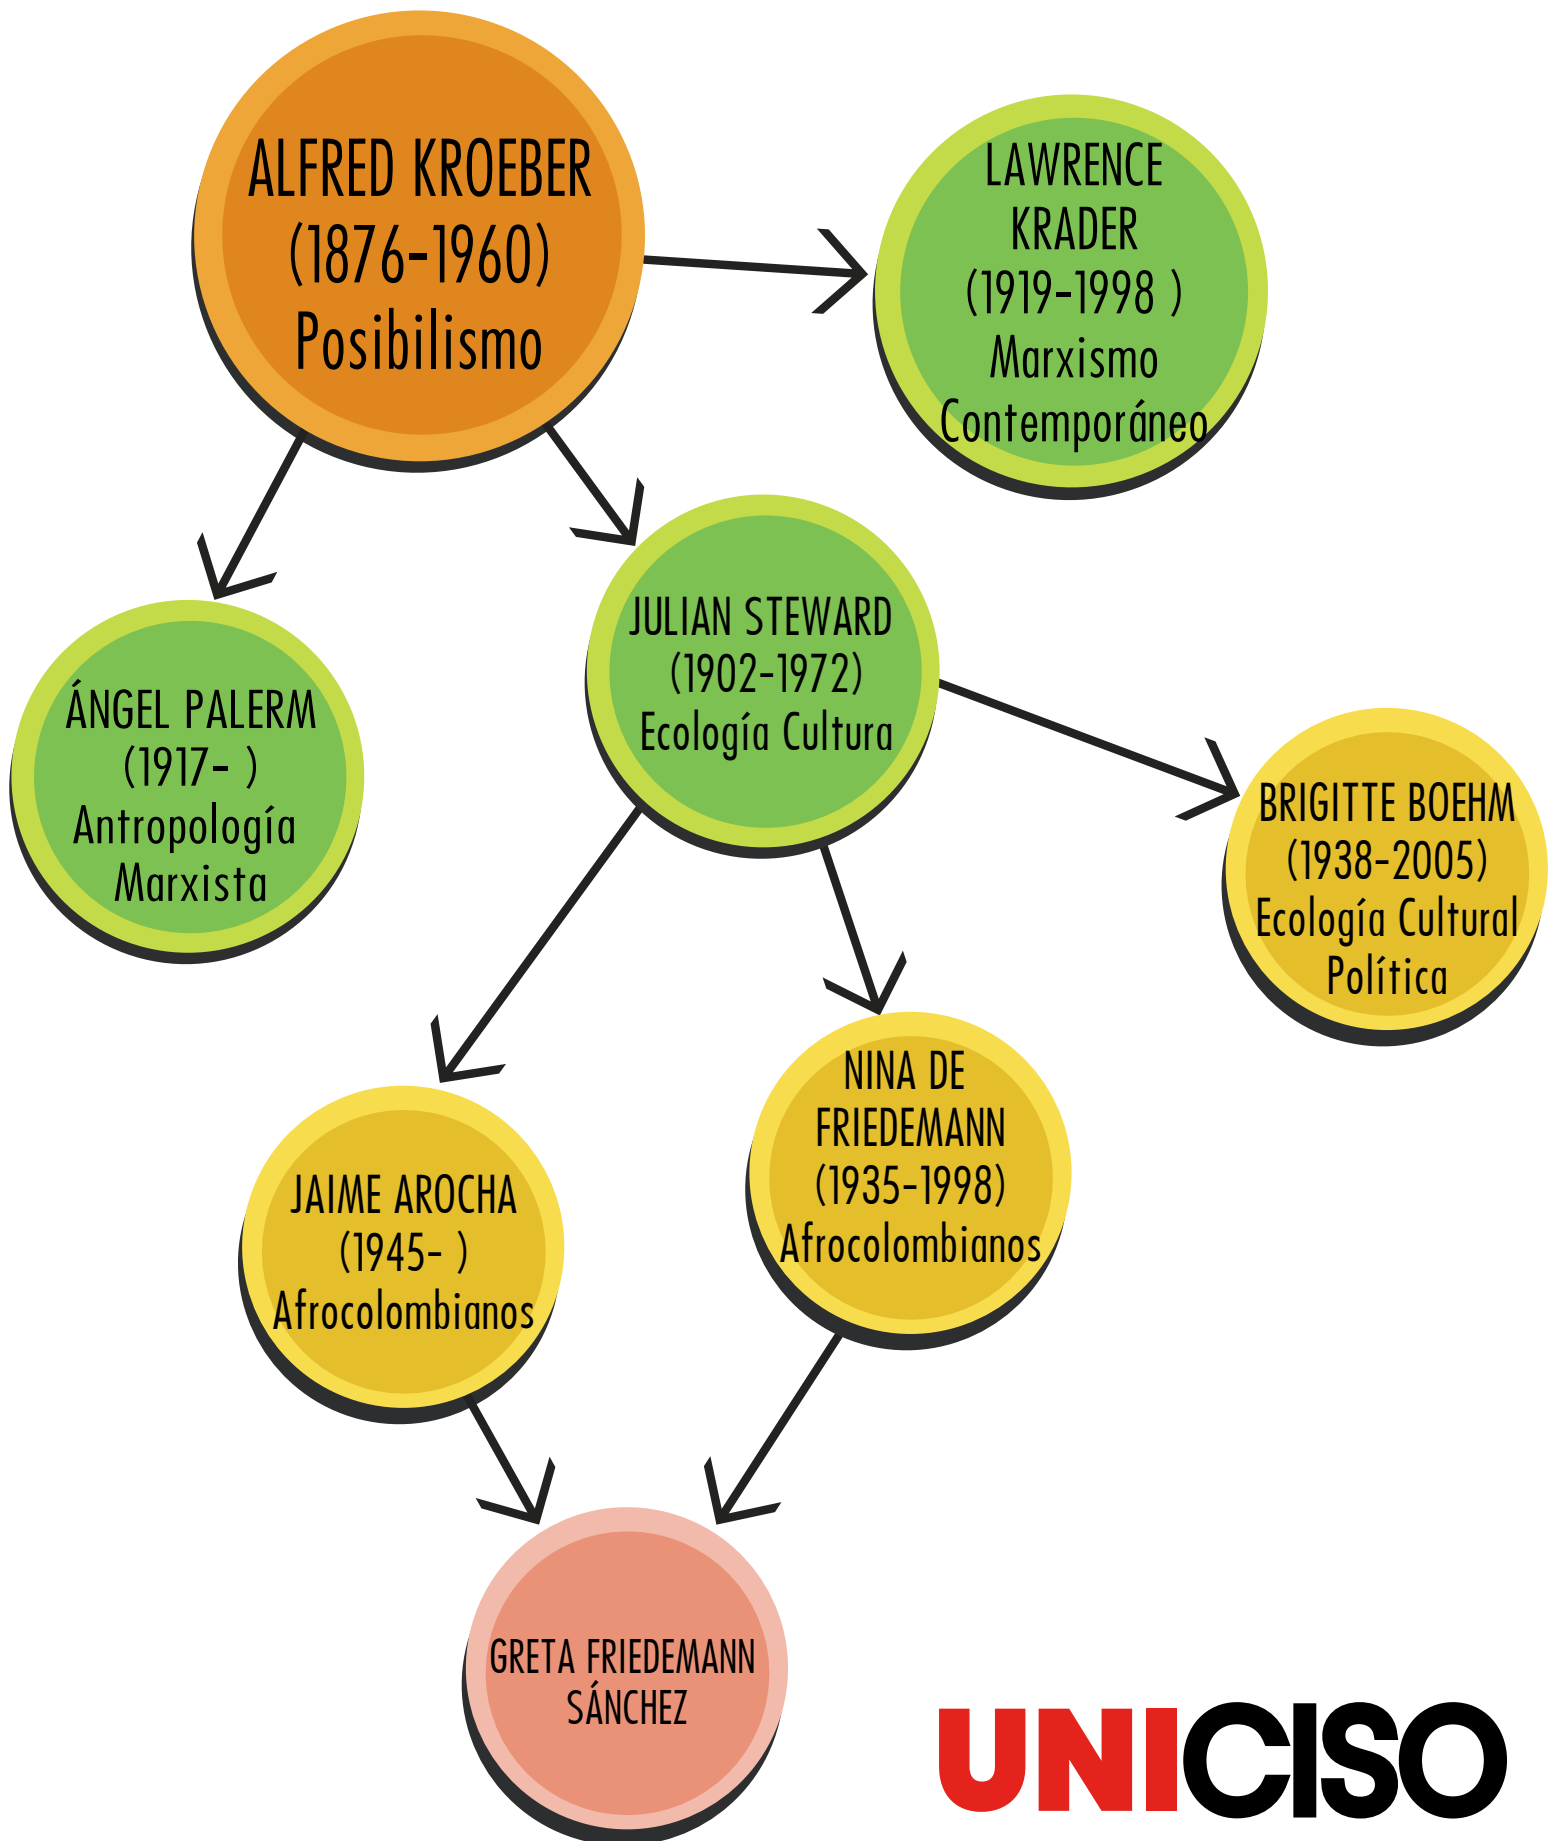 ALFRED KROEBER
(1876-1960)
Posibilismo
LAWRENCE
KRADER
(1919-1998 )
Marxismo
Contemporáneo
JULIAN STEWARD
(1902-1972)
Ecología Cultura
ÁNGEL PALERM
(1917- )
Antropología
Marxista
BRIGITTE BOEHM
(1938-2005)
Ecología Cultural
Política
NINA DE
FRIEDEMANN
(1935-1998)
Afrocolombianos
JAIME AROCHA
(1945- )
Afrocolombianos
GRETA FRIEDEMANN
SÁNCHEZ
UNICISO